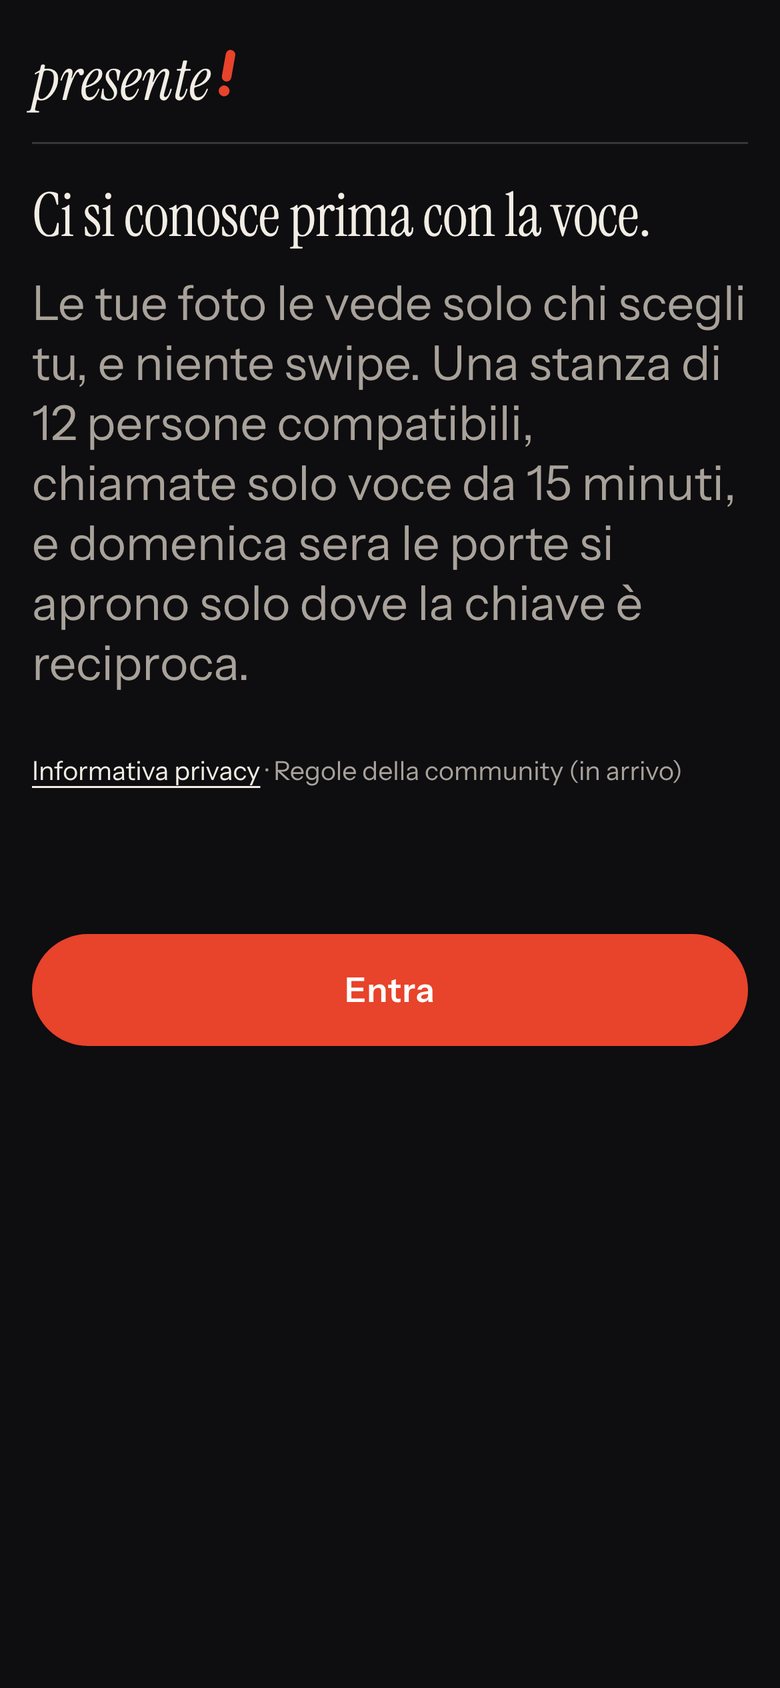 presente!
Ci si conosce prima con la voce.
Le tue foto le vede solo chi scegli
tu, e niente swipe. Una stanza di
12 persone compatibili,
chiamate solo voce da 15 minuti,
e domenica sera le porte si
aprono solo dove la chiave è
reciproca.
Informativa privacy · Regole della community (in arrivo)
Entra